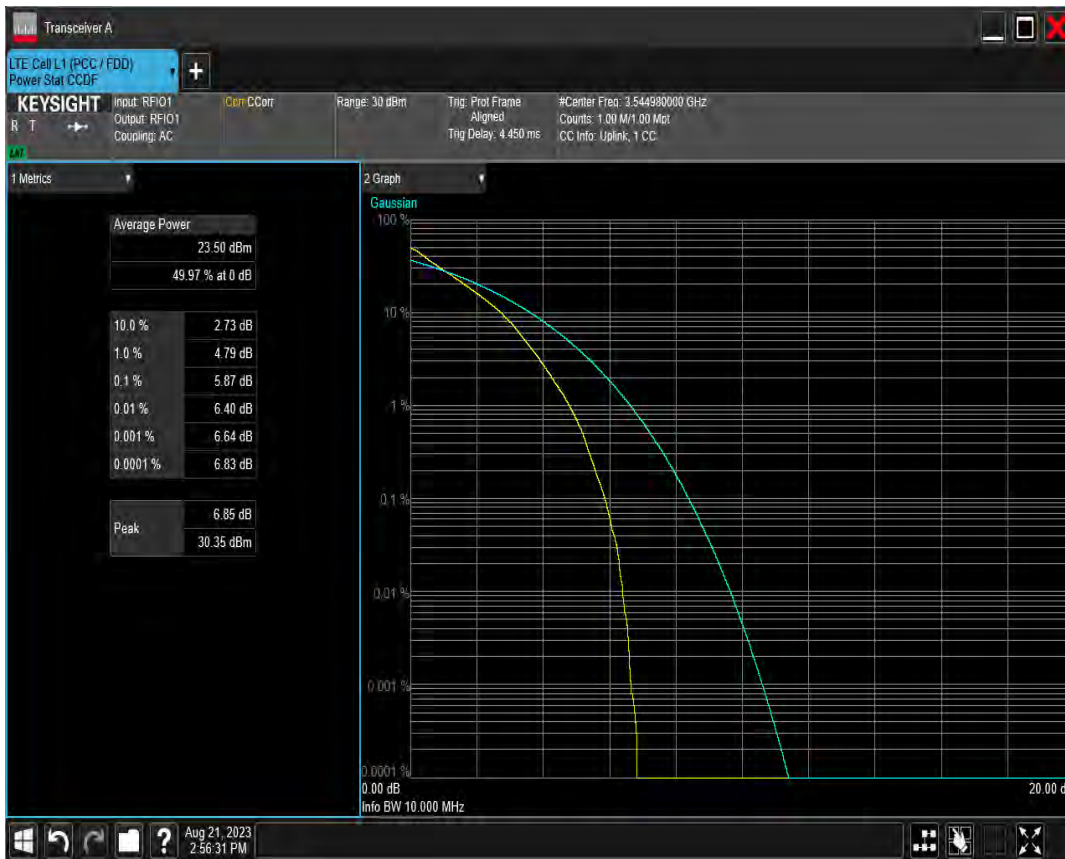 Transceiver A
LTE Cell L1 (PCC / FDD)
Power Stat CCDF
+
KEYSIGHT
R T
LXI
Input: RFIO1
Output: RFIO1
Coupling: AC
Corr CCorr
Range: 30 dBm
Trig: Prot Frame
Aligned
Trig Delay: 4.450 ms
#Center Freq: 3.544980000 GHz
Counts: 1.00 M/1.00 Mpt
CC Info: Uplink, 1 CC
1 Metrics
Average Power
23.50 dBm
49.97 % at 0 dB
10.0 % 2.73 dB
1.0 % 4.79 dB
0.1 % 5.87 dB
0.01 % 6.40 dB
0.001 % 6.64 dB
0.0001 % 6.83 dB
Peak
6.85 dB
30.35 dBm
2 Graph
Gaussian
100 %
10 %
1 %
0.1 %
0.01 %
0.001 %
0.0001 %
0.00 dB 20.00 d
Info BW 10.000 MHz
?
Aug 21, 2023
2:56:31 PM